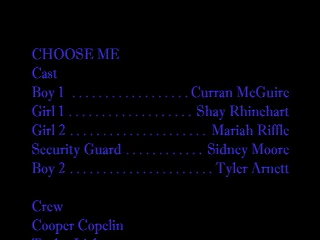 CHOOSE ME
Cast
Boy 1 . . . . . . . . . . . . . . . . . . Curran McGuire
Girl 1 . . . . . . . . . . . . . . . . . . . Shay Rhinehart
Girl 2 . . . . . . . . . . . . . . . . . . . . . Mariah Riffle
Security Guard . . . . . . . . . . . . Sidney Moore
Boy 2 . . . . . . . . . . . . . . . . . . . . . . Tyler Arnett
Crew
Cooper Copelin